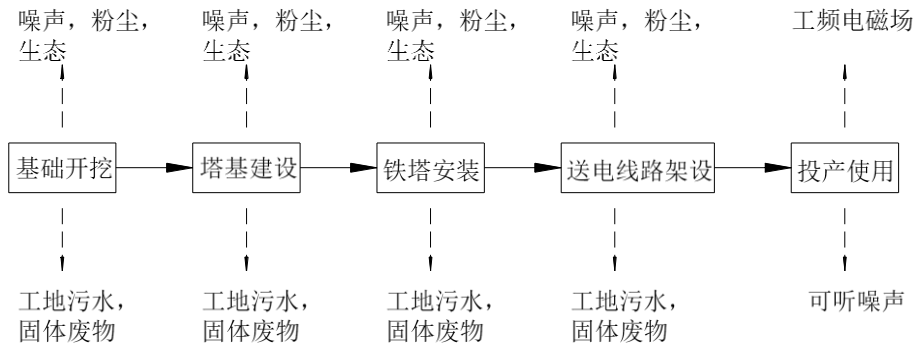 噪声，粉尘，
生态
噪声，粉尘，
生态
噪声，粉尘，
生态
噪声，粉尘，
生态
工频电磁场
基础开挖
塔基建设
铁塔安装
送电线路架设
投产使用
工地污水，
固体废物
工地污水，
固体废物
工地污水，
固体废物
工地污水，
固体废物
可听噪声